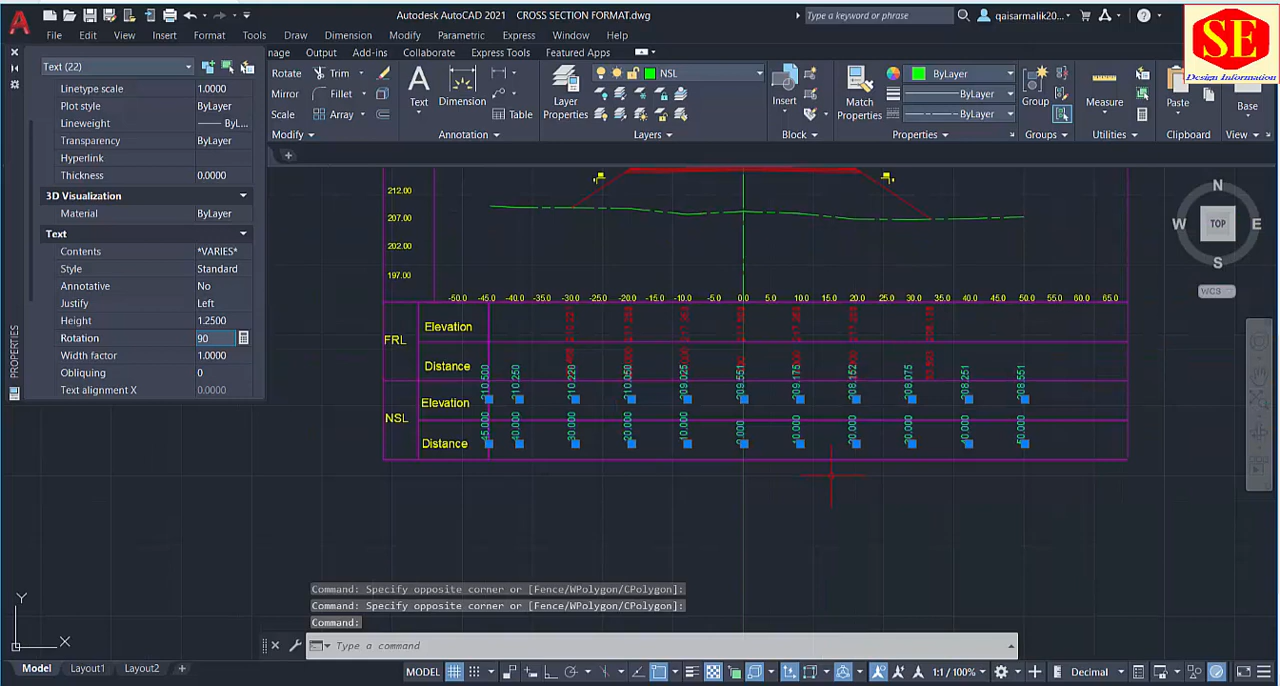 Autodesk AutoCAD 2021 CROSS SECTION FORMAT.dwg
Type a keyword or phrase
qaisarmalik20...
SE
Design Information
File Edit View Insert Format Tools Draw Dimension Modify Parametric Express Window Help
nage Output Add-ins Collaborate Express Tools Featured Apps
Text (22)
Linetype scale 1.0000
Plot style ByLayer
Lineweight ByL...
Transparency ByLayer
Hyperlink
Thickness 0.0000
3D Visualization
Material ByLayer
Text
Contents *VARIES*
Style Standard
Annotative No
Justify Left
Height 1.2500
Rotation 90
Width factor 1.0000
Obliquing 0
Text alignment X 0.0000
PROPERTIES
Rotate Trim
Mirror Fillet
Scale Array
Modify
Text
Dimension
Table
Annotation
Layer
Properties
NSL
Layers
Insert
Block
Match
Properties
ByLayer
ByLayer
ByLayer
Properties
Group
Groups
Measure
Utilities
Paste
Clipboard
Base
View
N
W TOP E
S
WCS
212.00
207.00
202.00
197.00
-50.0 -45.0 -40.0 -35.0 -30.0 -25.0 -20.0 -15.0 -10.0 -5.0 0.0 5.0 10.0 15.0 20.0 25.0 30.0 35.0 40.0 45.0 50.0 55.0 60.0 65.0
FRL
Elevation
Distance
NSL
Elevation
210.500 210.250 210.220 210.050 209.025 209.551 209.175 208.152 208.075 208.251 208.551
Distance
45.000 40.000 30.000 20.000 10.000 0.000 10.000 20.000 30.000 40.000 50.000
Y
X
Command: Specify opposite corner or [Fence/WPolygon/CPolygon]:
Command: Specify opposite corner or [Fence/WPolygon/CPolygon]:
Command:
Type a command
Model Layout1 Layout2 +
MODEL
1:1 / 100%
Decimal